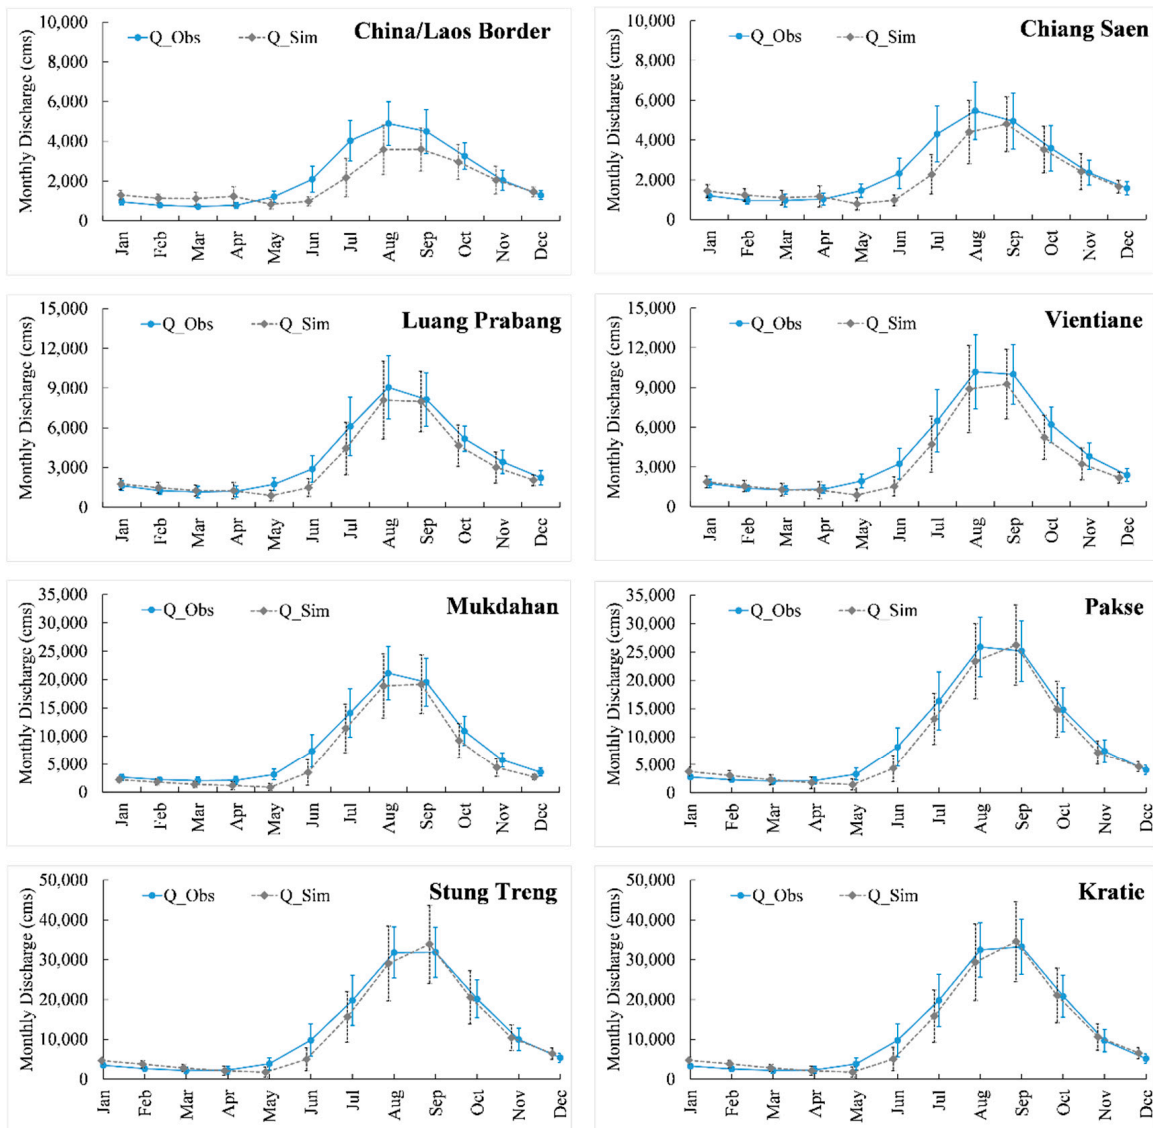 China/Laos Border
Q_Obs Q_Sim
Monthly Discharge (cms)
10,000
8,000
6,000
4,000
2,000
0
Jan Feb Mar Apr May Jun Jul Aug Sep Oct Nov Dec
Chiang Saen
Q_Obs Q_Sim
Monthly Discharge (cms)
10,000
8,000
6,000
4,000
2,000
0
Jan Feb Mar Apr May Jun Jul Aug Sep Oct Nov Dec
Luang Prabang
Q_Obs Q_Sim
Monthly Discharge (cms)
15,000
12,000
9,000
6,000
3,000
0
Jan Feb Mar Apr May Jun Jul Aug Sep Oct Nov Dec
Vientiane
Q_Obs Q_Sim
Monthly Discharge (cms)
15,000
12,000
9,000
6,000
3,000
0
Jan Feb Mar Apr May Jun Jul Aug Sep Oct Nov Dec
Mukdahan
Q_Obs Q_Sim
Monthly Discharge (cms)
35,000
30,000
25,000
20,000
15,000
10,000
5,000
0
Jan Feb Mar Apr May Jun Jul Aug Sep Oct Nov Dec
Pakse
Q_Obs Q_Sim
Monthly Discharge (cms)
35,000
30,000
25,000
20,000
15,000
10,000
5,000
0
Jan Feb Mar Apr May Jun Jul Aug Sep Oct Nov Dec
Stung Treng
Q_Obs Q_Sim
Monthly Discharge (cms)
50,000
40,000
30,000
20,000
10,000
0
Jan Feb Mar Apr May Jun Jul Aug Sep Oct Nov Dec
Kratie
Q_Obs Q_Sim
Monthly Discharge (cms)
50,000
40,000
30,000
20,000
10,000
0
Jan Feb Mar Apr May Jun Jul Aug Sep Oct Nov Dec